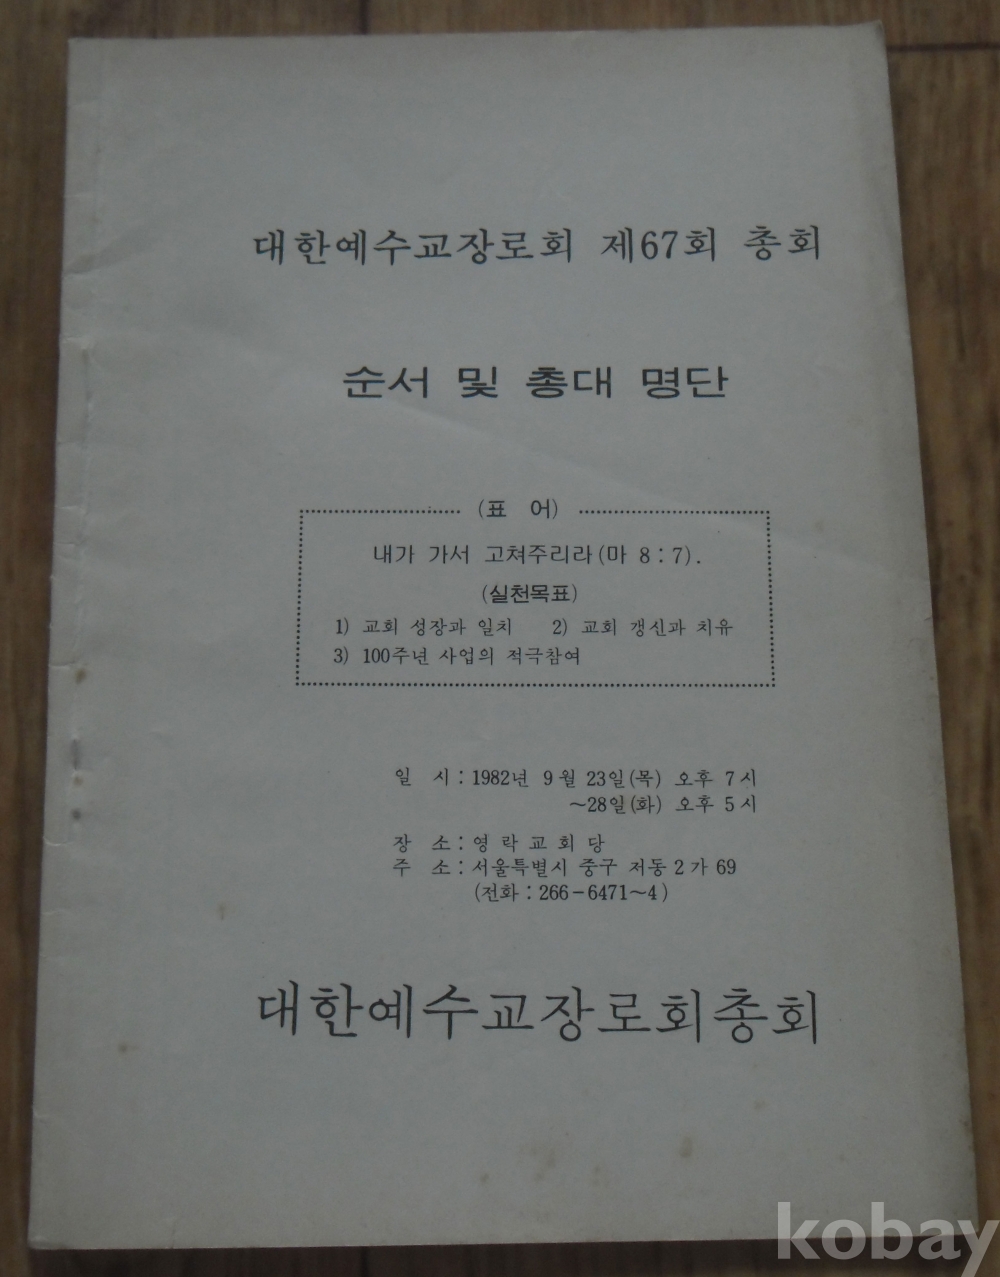 대한예수교장로회 제67회 총회
순서 및 총대 명단
(표 어)
내가 가서 고쳐주리라(마 8:7).
(실천목표)
1) 교회 성장과 일치 2) 교회 갱신과 치유
3) 100주년 사업의 적극참여
일 시:1982년 9월 23일(목) 오후 7시
~28일(화) 오후 5시
장 소:영락교회당
주 소:서울특별시 중구 저동2가 69
(전화:266-6471~4)
대한예수교장로회총회
kobay